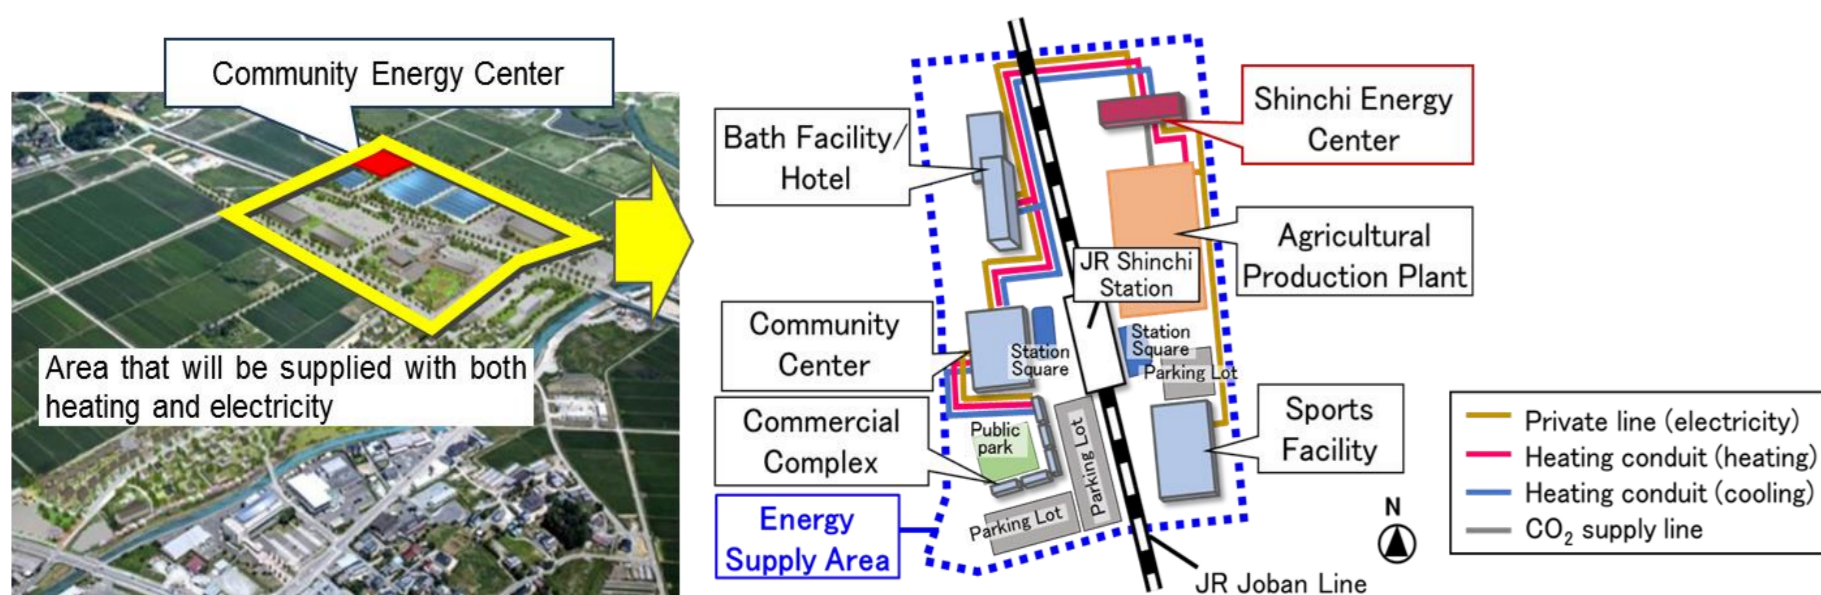 Community Energy Center
Area that will be supplied with both
heating and electricity
Bath Facility/
Hotel
Shinchi Energy
Center
Agricultural
Production Plant
JR Shinchi
Station
Community
Center
Station
Square
Station
Square
Parking Lot
Commercial
Complex
Public
park
Parking Lot
Sports
Facility
Energy
Supply Area
Parking Lot
JR Joban Line
N
Private line (electricity)
Heating conduit (heating)
Heating conduit (cooling)
CO₂ supply line